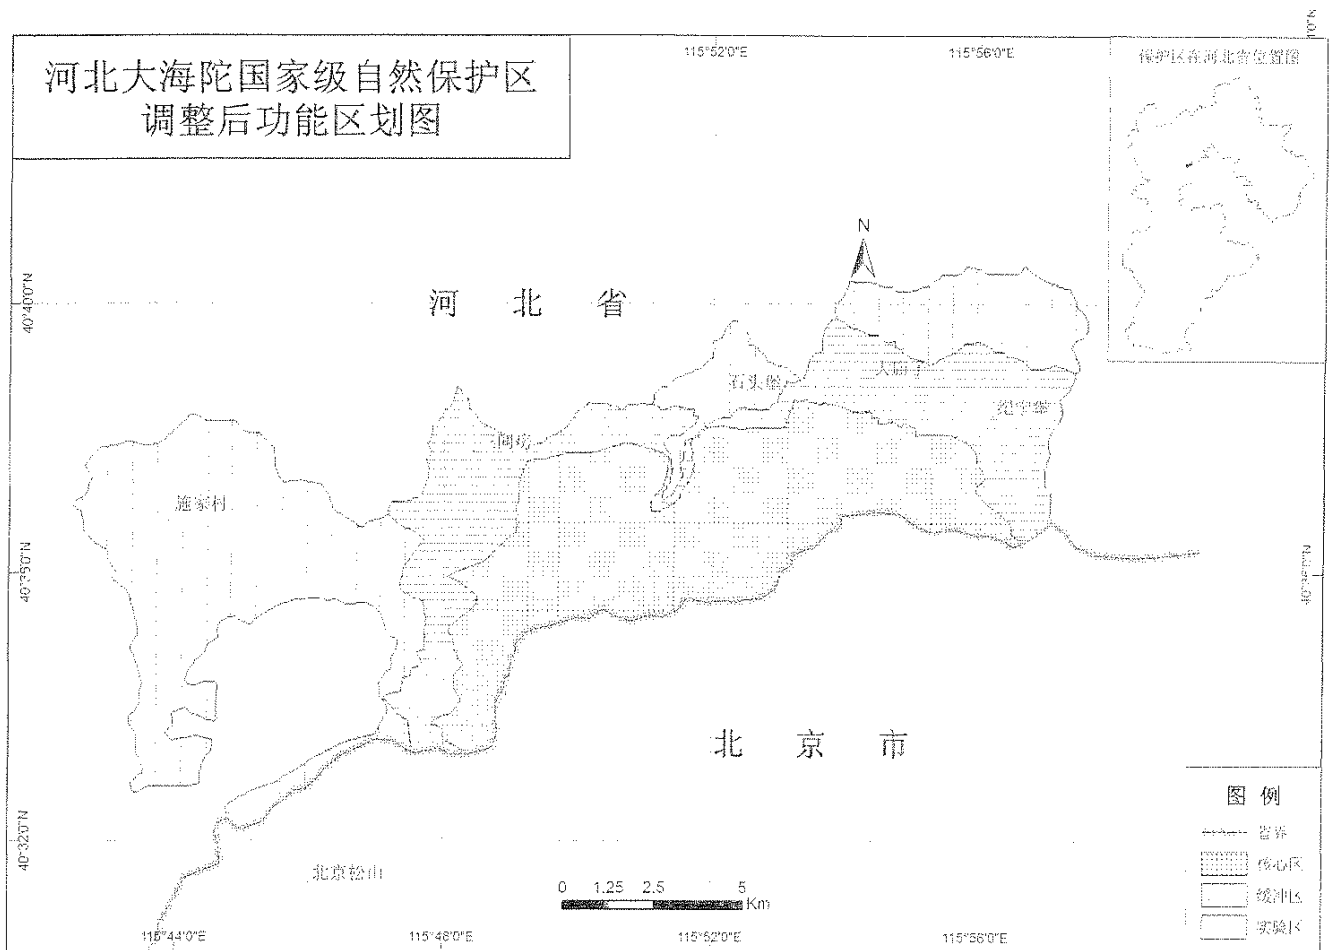 115°52'0"E
115°56'0"E
河北大海陀国家级自然保护区
调整后功能区划图
保护区在河北省位置图
N
40°40'0"N
河 北 省
石头堡
大庙子
阎坊
施家村
40°36'0"N
北 京 市
图 例
省界
核心区
缓冲区
实验区
40°32'0"N
北京松山
0 1.25 2.5 5
Km
115°44'0"E
115°48'0"E
115°52'0"E
115°56'0"E